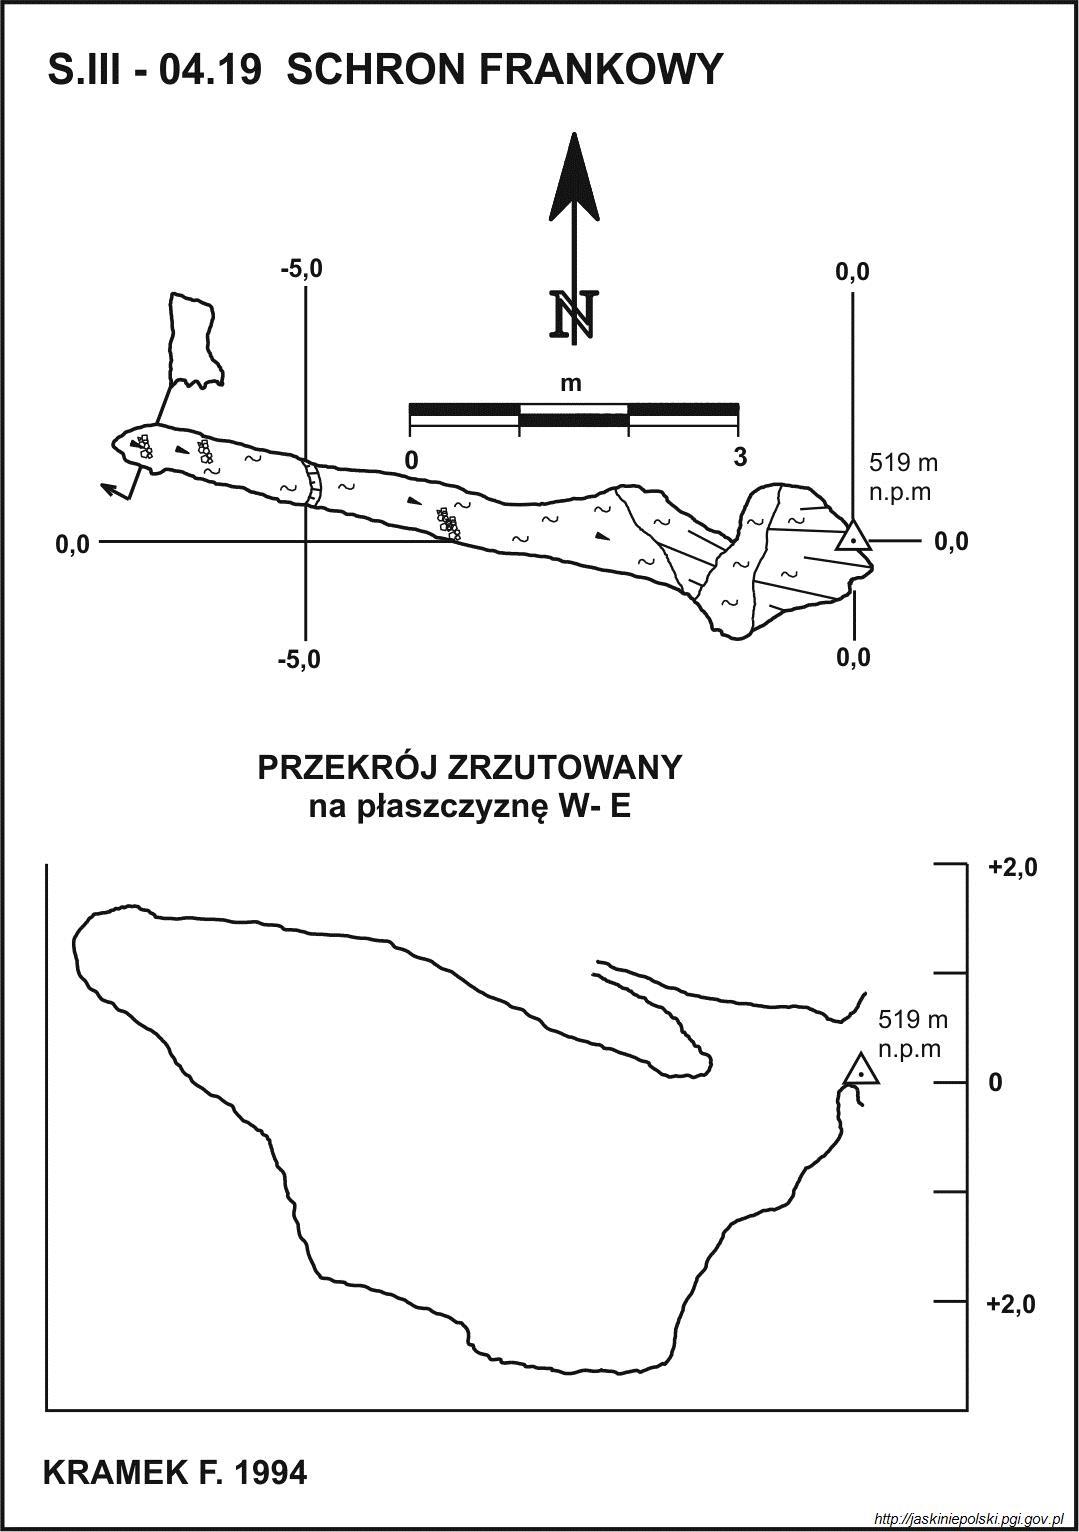 S.III - 04.19 SCHRON FRANKOWY
N
-5,0
0,0
m
0
3
519 m
n.p.m
0,0
0,0
-5,0
0,0
PRZEKRÓJ ZRZUTOWANY
na płaszczyznę W- E
+2,0
519 m
n.p.m
0
+2,0
KRAMEK F. 1994
http://jaskiniepolski.pgi.gov.pl